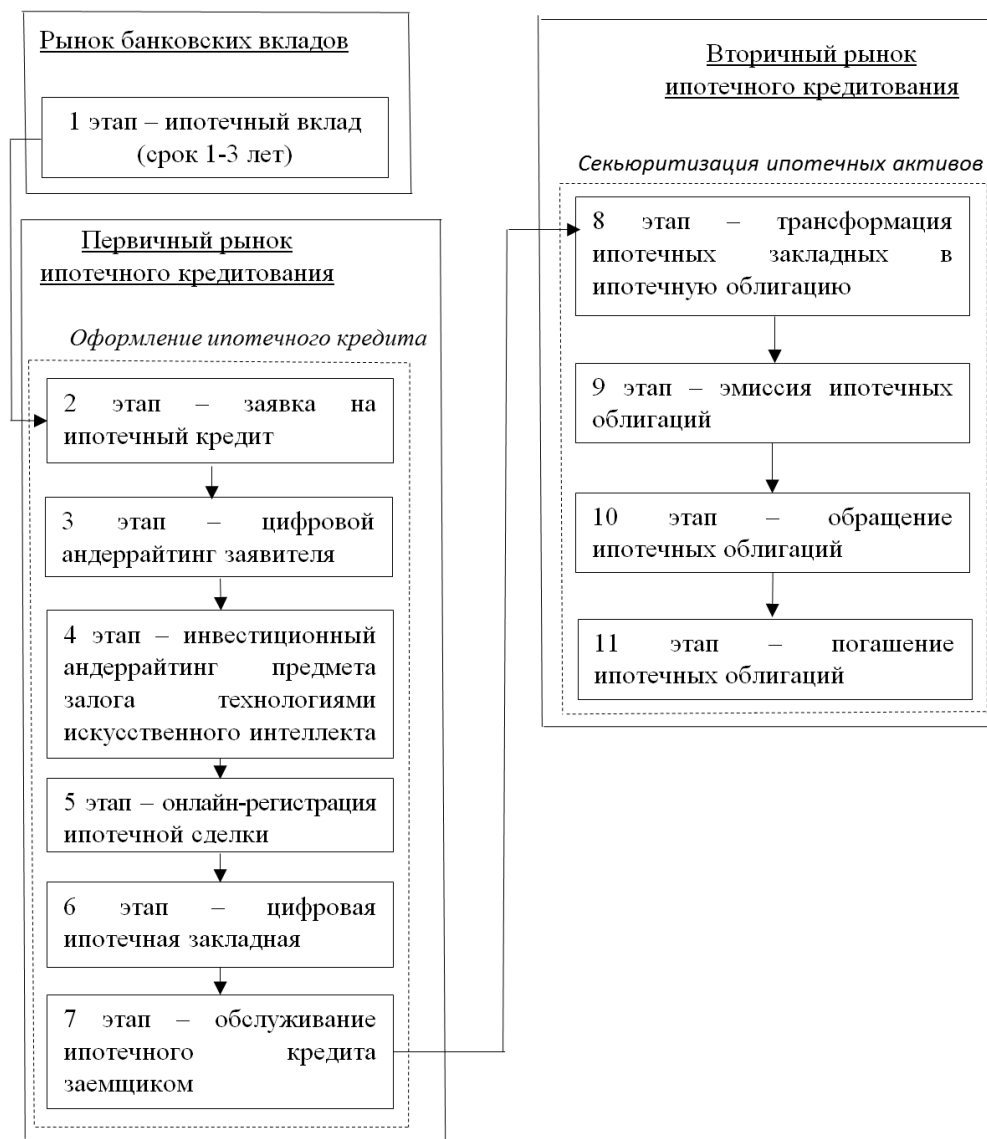 Рынок банковских вкладов
1 этап – ипотечный вклад
(срок 1-3 лет)
Первичный рынок
ипотечного кредитования
Оформление ипотечного кредита
2 этап – заявка на
ипотечный кредит
3 этап – цифровой
андеррайтинг заявителя
4 этап – инвестиционный
андеррайтинг предмета
залога технологиями
искусственного интеллекта
5 этап – онлайн-регистрация
ипотечной сделки
6 этап – цифровая
ипотечная закладная
7 этап – обслуживание
ипотечного кредита
заемщиком
Вторичный рынок
ипотечного кредитования
Секьюритизация ипотечных активов
8 этап – трансформация
ипотечных закладных в
ипотечную облигацию
9 этап – эмиссия ипотечных
облигаций
10 этап – обращение
ипотечных облигаций
11 этап – погашение
ипотечных облигаций